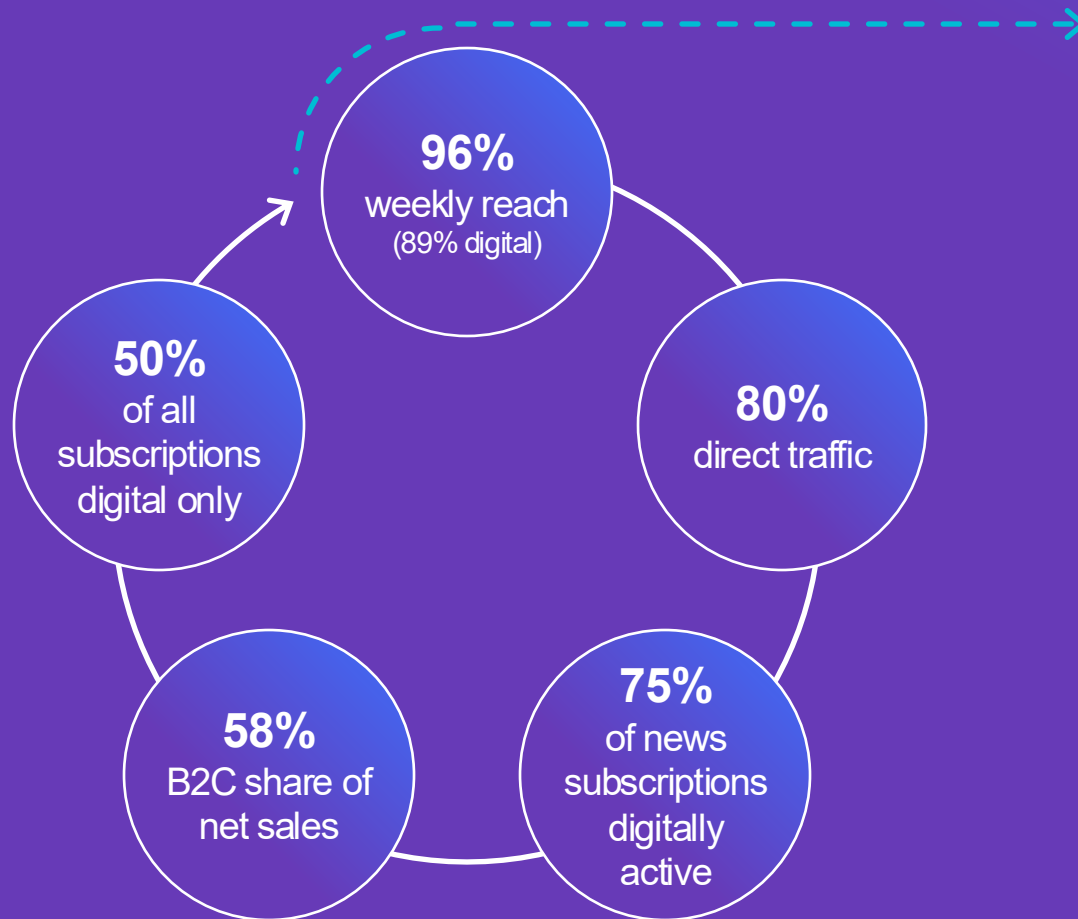 96%
weekly reach
(89% digital)
80%
direct traffic
75%
of news
subscriptions
digitally
active
58%
B2C share of
net sales
50%
of all
subscriptions
digital only